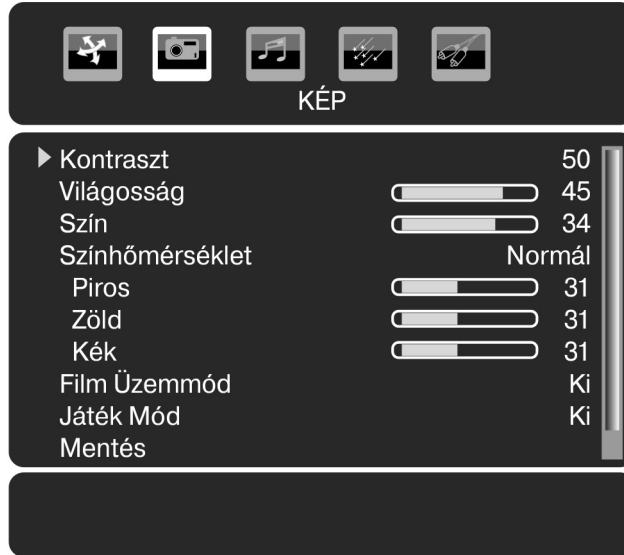 KÉP
Kontraszt 50
Világosság 45
Szín 34
Színhőmérséklet Normál
Piros 31
Zöld 31
Kék 31
Film Üzemmód Ki
Játék Mód Ki
Mentés